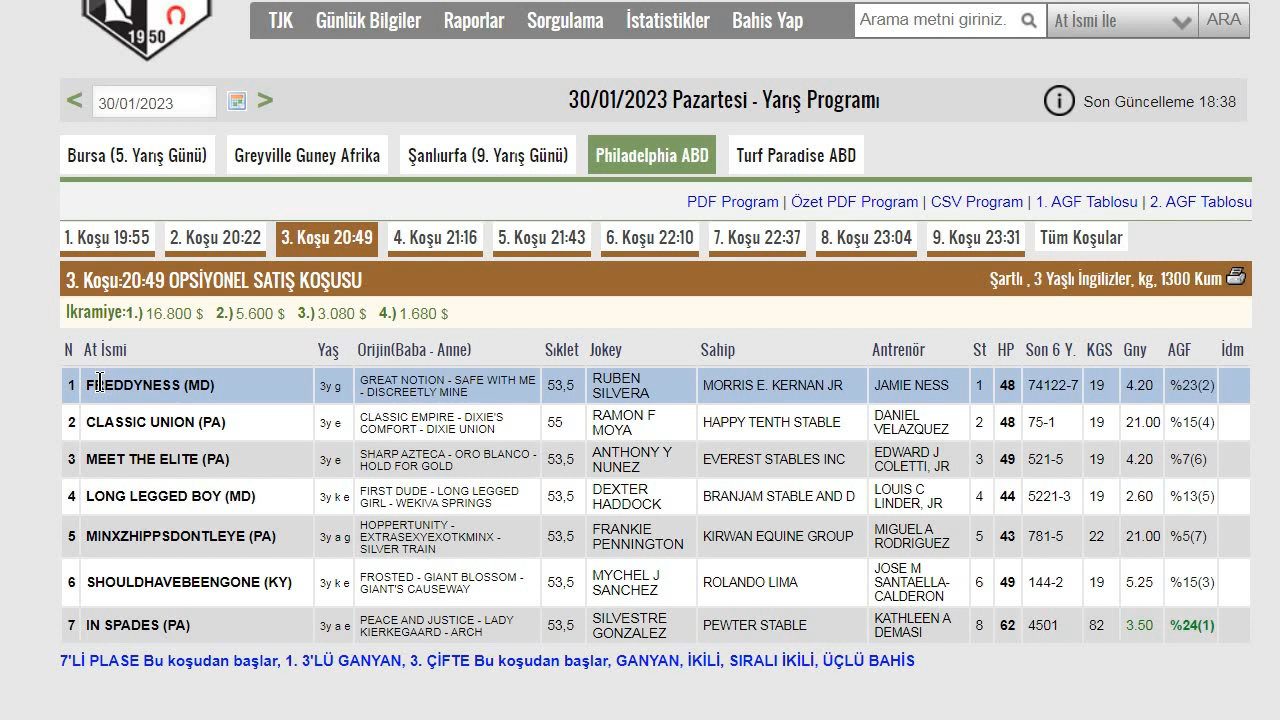 1950
TJK Günlük Bilgiler Raporlar Sorgulama İstatistikler Bahis Yap Arama metni giriniz. At İsmi İle ARA
< 30/01/2023 > 30/01/2023 Pazartesi - Yarış Programı Son Güncelleme 18:38
Bursa (5. Yarış Günü) Greyville Guney Afrika Şanlıurfa (9. Yarış Günü) Philadelphia ABD Turf Paradise ABD
PDF Program | Özet PDF Program | CSV Program | 1. AGF Tablosu | 2. AGF Tablosu
1. Koşu 19:55 2. Koşu 20:22 3. Koşu 20:49 4. Koşu 21:16 5. Koşu 21:43 6. Koşu 22:10 7. Koşu 22:37 8. Koşu 23:04 9. Koşu 23:31 Tüm Koşular
3. Koşu:20:49 OPSİYONEL SATIŞ KOŞUSU Şartlı , 3 Yaşlı İngilizler, kg, 1300 Kum
Ikramiye:1.) 16.800 $ 2.) 5.600 $ 3.) 3.080 $ 4.) 1.680 $
N At İsmi Yaş Orijin(Baba - Anne) Sıklet Jokey Sahip Antrenör St HP Son 6 Y. KGS Gny AGF İdm
1 FREDDYNESS (MD) 3y g GREAT NOTION - SAFE WITH ME - DISCREETLY MINE 53,5 RUBEN SILVERA MORRIS E. KERNAN JR JAMIE NESS 1 48 74122-7 19 4.20 %23(2)
2 CLASSIC UNION (PA) 3y e CLASSIC EMPIRE - DIXIE'S COMFORT - DIXIE UNION 55 RAMON F MOYA HAPPY TENTH STABLE DANIEL VELAZQUEZ 2 48 75-1 19 21.00 %15(4)
3 MEET THE ELITE (PA) 3y e SHARP AZTECA - ORO BLANCO - HOLD FOR GOLD 53,5 ANTHONY Y NUNEZ EVEREST STABLES INC EDWARD J COLETTI, JR 3 49 521-5 19 4.20 %7(6)
4 LONG LEGGED BOY (MD) 3y k e FIRST DUDE - LONG LEGGED GIRL - WEKIVA SPRINGS 53,5 DEXTER HADDOCK BRANJAM STABLE AND D LOUIS C LINDER, JR 4 44 5221-3 19 2.60 %13(5)
5 MINXZHIPPSDONTLEYE (PA) 3y a g HOPPERTUNITY - EXTRASEXYEXOTKMINX - SILVER TRAIN 53,5 FRANKIE PENNINGTON KIRWAN EQUINE GROUP MIGUEL A RODRIGUEZ 5 43 781-5 22 21.00 %5(7)
6 SHOULDHAVEBEENGONE (KY) 3y k e FROSTED - GIANT BLOSSOM - GIANT'S CAUSEWAY 53,5 MYCHEL J SANCHEZ ROLANDO LIMA JOSE M SANTAELLA-CALDERON 6 49 144-2 19 5.25 %15(3)
7 IN SPADES (PA) 3y a e PEACE AND JUSTICE - LADY KIERKEGAARD - ARCH 53,5 SILVESTRE GONZALEZ PEWTER STABLE KATHLEEN A DEMASI 8 62 4501 82 3.50 %24(1)
7'Lİ PLASE Bu koşudan başlar, 1. 3'LÜ GANYAN, 3. ÇİFTE Bu koşudan başlar, GANYAN, İKİLİ, SIRALI İKİLİ, ÜÇLÜ BAHİS